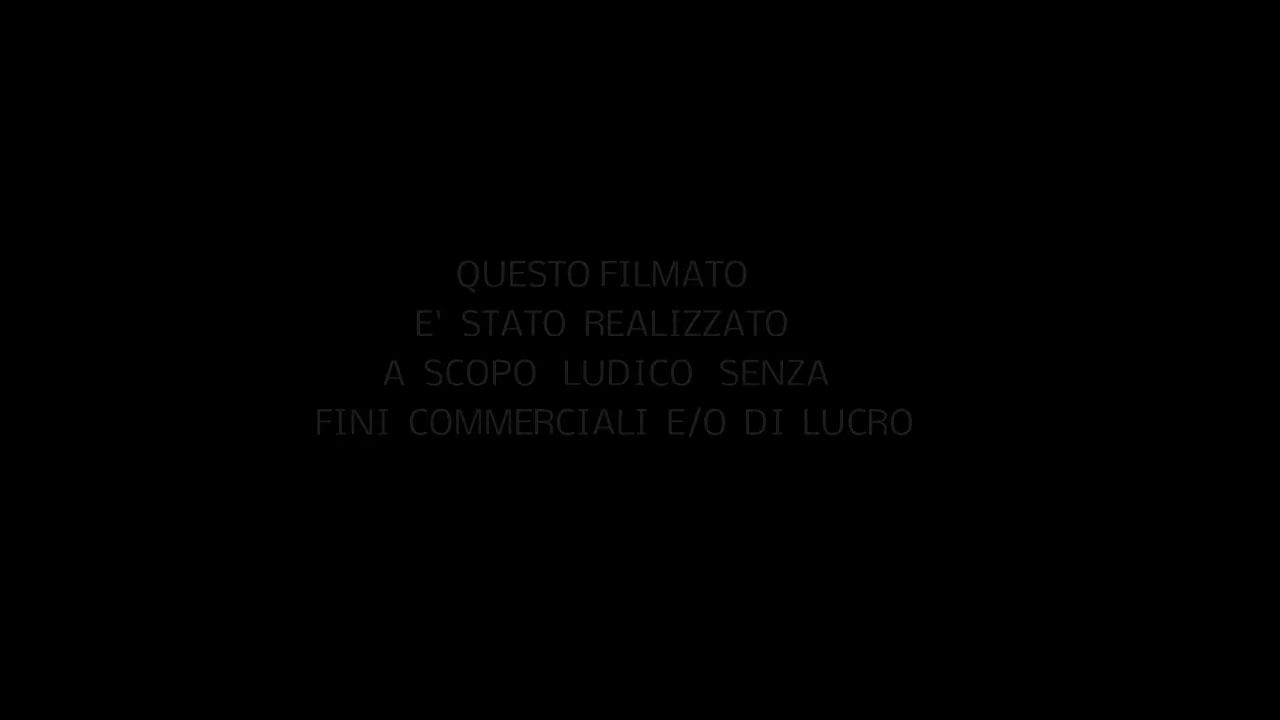 QUESTO FILMATO
E' STATO REALIZZATO
A SCOPO LUDICO SENZA
FINI COMMERCIALI E/O DI LUCRO